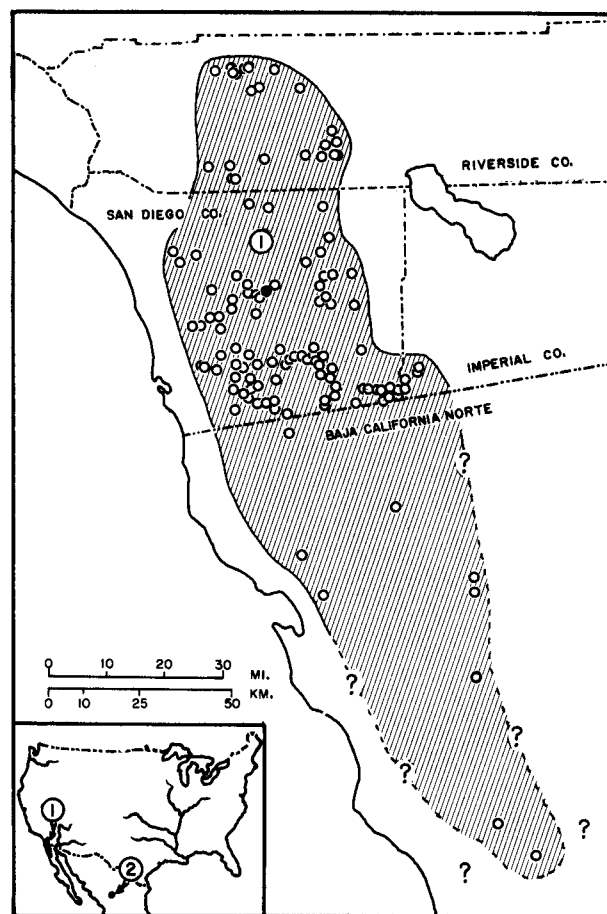 RIVERSIDE CO.
SAN DIEGO CO.
1
IMPERIAL CO.
BAJA CALIFORNIA NORTE
?
0 10 20 30
MI.
KM.
0 10 25 50
?
?
?
?
?
1
2